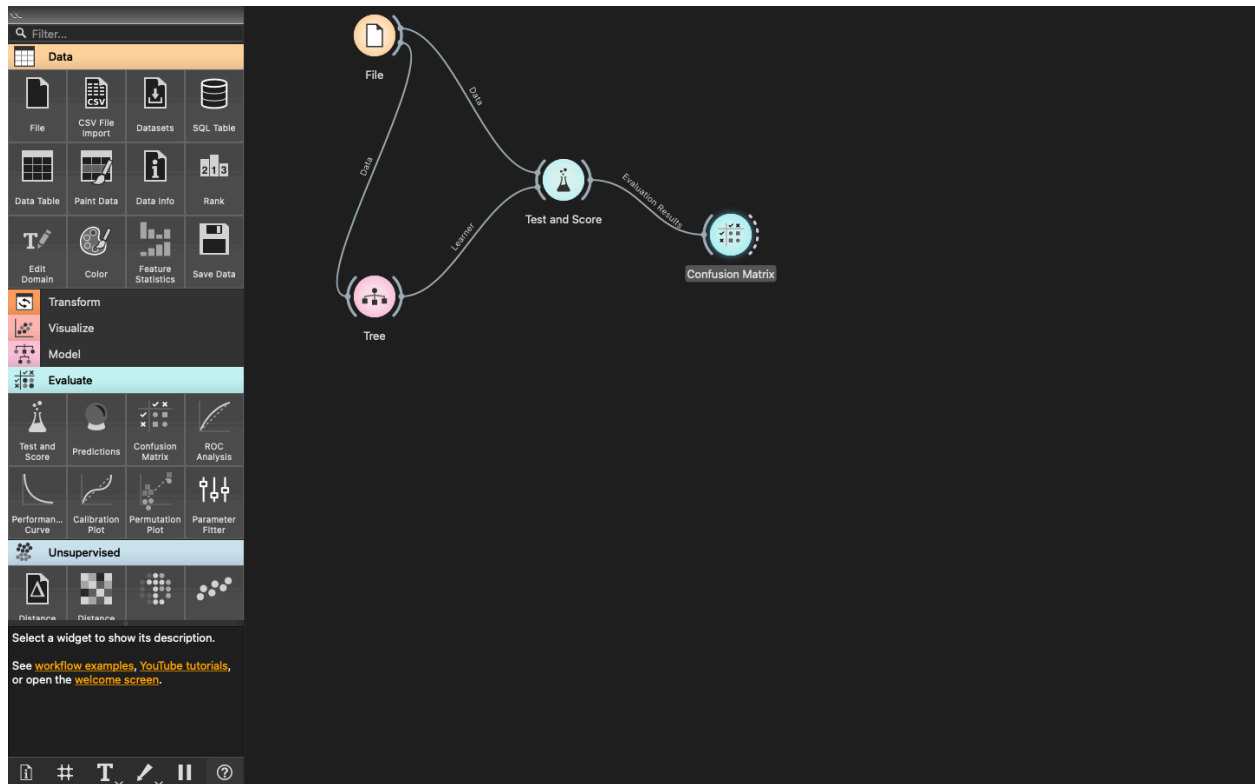 Filter...
Data
File
CSV File
Import
Datasets
SQL Table
Data Table
Paint Data
Data Info
Rank
Edit
Domain
Color
Feature
Statistics
Save Data
Transform
Visualize
Model
Evaluate
Test and
Score
Predictions
Confusion
Matrix
ROC
Analysis
Performan...
Curve
Calibration
Plot
Permutation
Plot
Parameter
Fitter
Unsupervised
Distance
Distance
Select a widget to show its description.
See workflow examples, YouTube tutorials,
or open the welcome screen.
File
Data
Data
Learner
Test and Score
Evaluation Results
Confusion Matrix
Tree